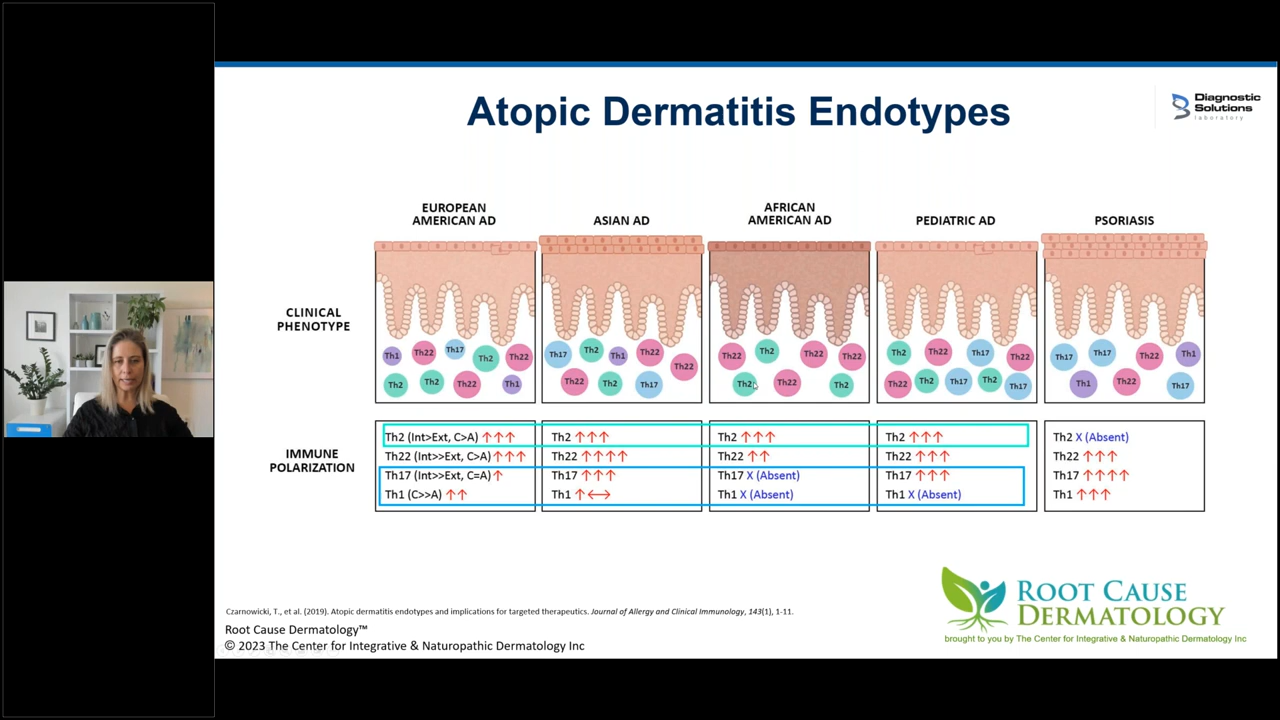 Atopic Dermatitis Endotypes
Diagnostic
Solutions
laboratory
EUROPEAN
AMERICAN AD
ASIAN AD
AFRICAN
AMERICAN AD
PEDIATRIC AD
PSORIASIS
CLINICAL
PHENOTYPE
Th1 Th22 Th17 Th2 Th22
Th2 Th2 Th22 Th1
Th17 Th2 Th1 Th22 Th22
Th22 Th2 Th17
Th22 Th2 Th22 Th22
Th2 Th22 Th2
Th2 Th22 Th17 Th22
Th22 Th2 Th17 Th2 Th17
Th17 Th17 Th22 Th1
Th1 Th22 Th17
IMMUNE
POLARIZATION
Th2 (Int>Ext, C>A) ↑↑↑
Th22 (Int>>Ext, C>A) ↑↑↑
Th17 (Int>>Ext, C=A) ↑
Th1 (C>>A) ↑↑
Th2 ↑↑↑
Th22 ↑↑↑↑
Th17 ↑↑↑
Th1 ↑↔
Th2 ↑↑↑
Th22 ↑↑
Th17 X (Absent)
Th1 X (Absent)
Th2 ↑↑↑
Th22 ↑↑↑
Th17 ↑↑↑
Th1 X (Absent)
Th2 X (Absent)
Th22 ↑↑↑
Th17 ↑↑↑↑
Th1 ↑↑↑
Czarnowicki, T., et al. (2019). Atopic dermatitis endotypes and implications for targeted therapeutics. Journal of Allergy and Clinical Immunology, 143(1), 1-11.
Root Cause Dermatology™
© 2023 The Center for Integrative & Naturopathic Dermatology Inc
ROOT CAUSE
DERMATOLOGY
brought to you by The Center for Integrative & Naturopathic Dermatology Inc